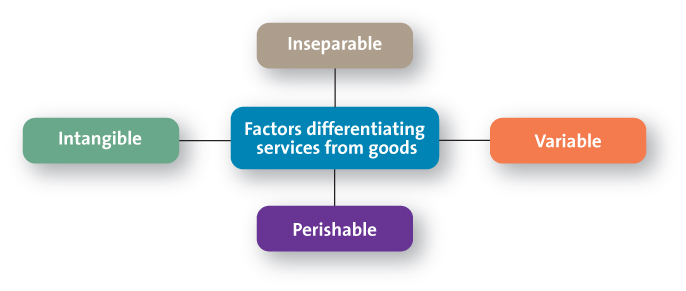 Inseparable
Intangible
Factors differentiating
services from goods
Variable
Perishable